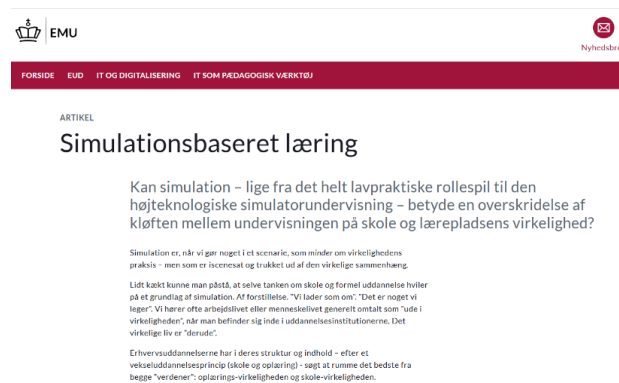 EMU
Nyhedsbre
FORSIDE EUD IT OG DIGITALISERING IT SOM PÆDAGOGISK VÆRKTØJ
ARTIKEL
Simulationsbaseret læring
Kan simulation – lige fra det helt lavpraktiske rollespil til den
højteknologiske simulatorundervisning – betyde en overskridelse af
kløften mellem undervisningen på skole og lærepladsens virkelighed?
Simulation er, når vi gør noget i et scenarie, som minder om virkelighedens
praksis – men som er iscenesat og trukket ud af den virkelige sammenhæng.
Lidt kækt kunne man påstå, at selve tanken om skole og formel uddannelse hviler
på et grundlag af simulation. Af forstillelse. "Vi lader som om". "Det er noget vi
leger". Vi hører ofte arbejdslivet eller menneskelivet generelt omtalt som "ude i
virkeligheden", når man befinder sig inde i uddannelsesinstitutionerne. Det
virkelige liv er "derude".
Erhvervsuddannelserne har i deres struktur og indhold – efter et
vekseluddannelsesprincip (skole og oplæring) - søgt at rumme det bedste fra
begge "verdener": oplærings-virkeligheden og skole-virkeligheden.